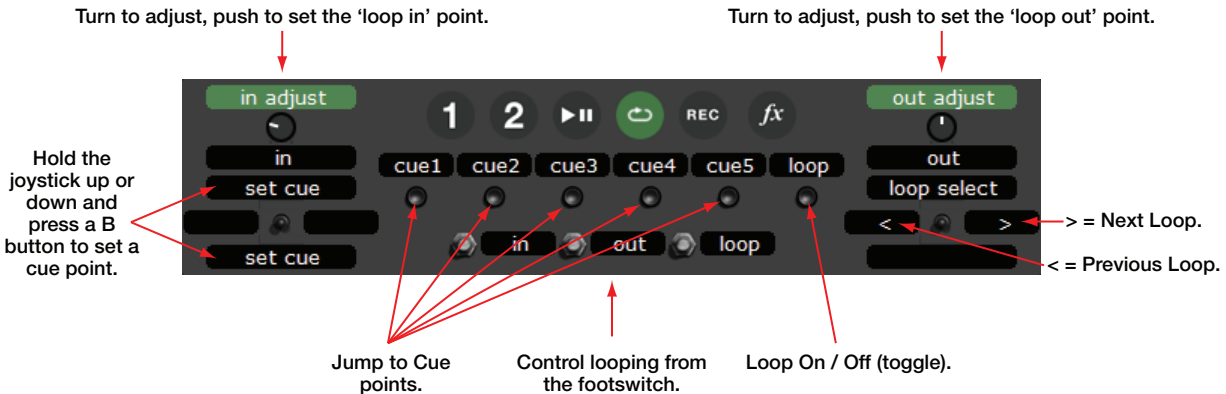 Turn to adjust, push to set the ‘loop in’ point.
Turn to adjust, push to set the ‘loop out’ point.
in adjust
1 2 REC fx
out adjust
in
cue1 cue2 cue3 cue4 cue5 loop
out
set cue
loop select
Hold the
joystick up or
down and
press a B
button to set a
cue point.
< >
> = Next Loop.
in out loop
set cue
< = Previous Loop.
Jump to Cue
points.
Control looping from
the footswitch.
Loop On / Off (toggle).